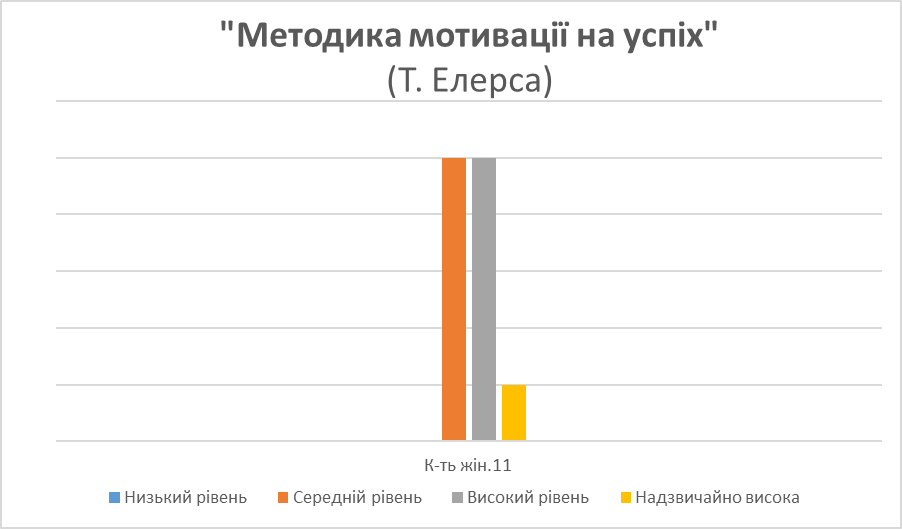 "Методика мотивації на успіх"
(Т. Елерса)
К-ть жін.11
Низький рівень
Середній рівень
Високий рівень
Надзвичайно висока